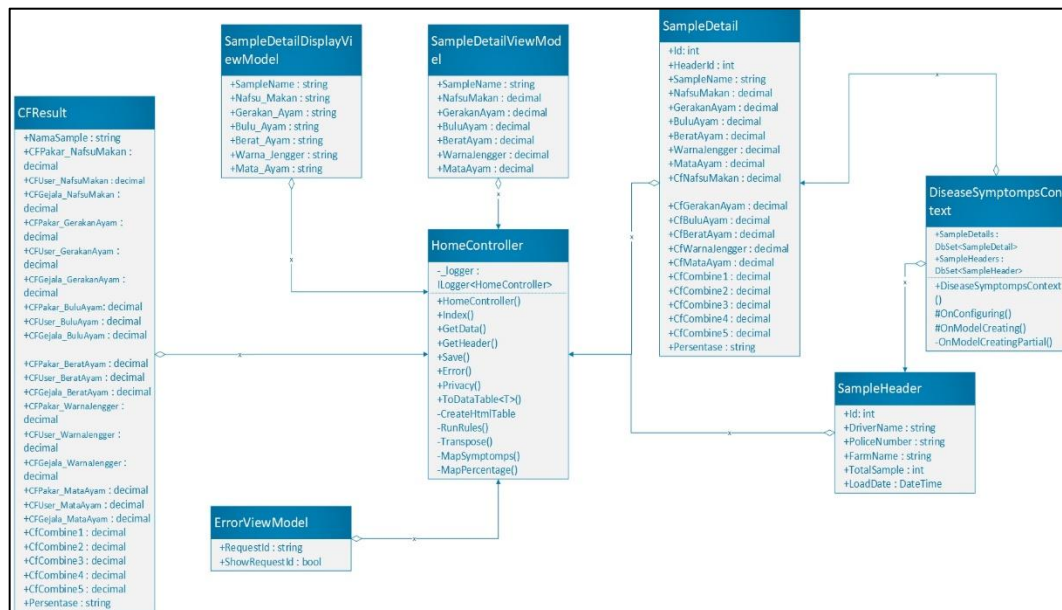 CFResult
+NamaSample : string
+CFPakar_NafsuMakan :
decimal
+CFUser_NafsuMakan : decimal
+CFGejala_NafsuMakan :
decimal
+CFPakar_GerakanAyam :
decimal
+CFUser_GerakanAyam :
decimal
+CFGejala_GerakanAyam :
decimal
+CFPakar_BuluAyam : decimal
+CFUser_BuluAyam : decimal
+CFGejala_BuluAyam :
decimal
+CFPakar_BeratAyam : decimal
+CFUser_BeratAyam : decimal
+CFGejala_BeratAyam : decimal
+CFPakar_WarnaJengger :
decimal
+CFUser_WarnaJengger :
decimal
+CFGejala_WarnaJengger :
decimal
+CFPakar_MataAyam : decimal
+CFUser_MataAyam : decimal
+CFGejala_MataAyam : decimal
+CfCombine1 : decimal
+CfCombine2 : decimal
+CfCombine3 : decimal
+CfCombine4 : decimal
+CfCombine5 : decimal
+Persentase : string
SampleDetailDisplayVi
ewModel
+SampleName : string
+Nafsu_Makan : string
+Gerakan_Ayam : string
+Bulu_Ayam : string
+Berat_Ayam : string
+Warna_Jengger : string
+Mata_Ayam : string
SampleDetailViewMod
el
+SampleName : string
+NafsuMakan : decimal
+GerakanAyam : decimal
+BuluAyam : decimal
+BeratAyam : decimal
+WarnaJengger : decimal
+MataAyam : decimal
HomeController
-_logger :
ILogger<HomeController>
+HomeController()
+Index()
+GetData()
+GetHeader()
+Save()
+Error()
+Privacy()
+ToDataTable<T>()
-CreateHtmlTable
-RunRules()
-Transpose()
-MapSymptomps()
-MapPercentage()
ErrorViewModel
+RequestId : string
+ShowRequestId : bool
SampleDetail
+Id: int
+HeaderId : int
+SampleName : string
+NafsuMakan : decimal
+GerakanAyam : decimal
+BuluAyam : decimal
+BeratAyam : decimal
+WarnaJengger : decimal
+MataAyam : decimal
+CfNafsuMakan : decimal
+CfGerakanAyam : decimal
+CfBuluAyam : decimal
+CfBeratAyam : decimal
+CfWarnaJengger : decimal
+CfMataAyam : decimal
+CfCombine1 : decimal
+CfCombine2 : decimal
+CfCombine3 : decimal
+CfCombine4 : decimal
+CfCombine5 : decimal
+Persentase : string
DiseaseSymptompsCon
text
+SampleDetails :
DbSet<SampleDetail>
+SampleHeaders :
DbSet<SampleHeader>
+DiseaseSymptompsContext
()
#OnConfiguring()
#OnModelCreating()
-OnModelCreatingPartial()
SampleHeader
+Id: int
+DriverName : string
+PoliceNumber : string
+FarmName : string
+TotalSample : int
+LoadDate : DateTime
x
x
x
x
x
x
x
x